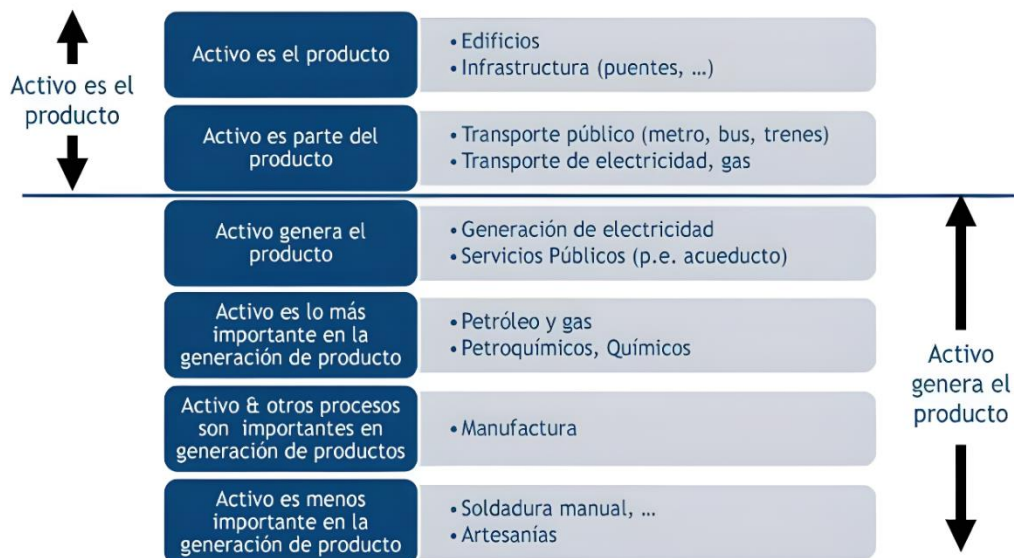 Activo es el
producto
Activo es el producto
• Edificios
• Infrastructura (puentes, ...)
Activo es parte del
producto
• Transporte público (metro, bus, trenes)
• Transporte de electricidad, gas
Activo genera el
producto
• Generación de electricidad
• Servicios Públicos (p.e. acueducto)
Activo es lo más
importante en la
generación de producto
• Petróleo y gas
• Petroquímicos, Químicos
Activo & otros procesos
son importantes en
generación de productos
• Manufactura
Activo es menos
importante en la
generación de producto
• Soldadura manual, ...
• Artesanías
Activo
genera el
producto